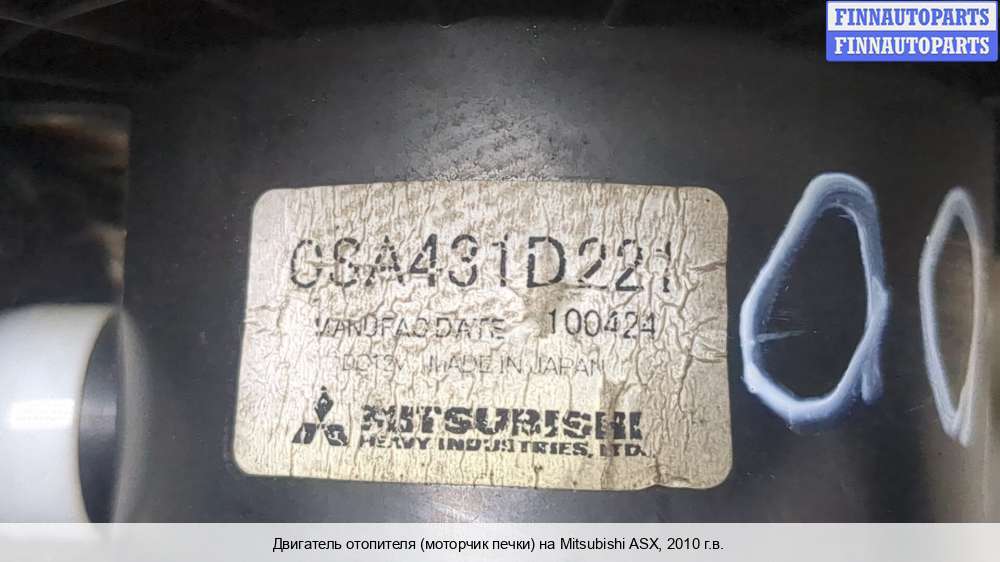 FINNAUTOPARTS
FINNAUTOPARTS
CSA431D221
MANUFAC DATE 100424
DC12V MADE IN JAPAN
MITSUBISHI
HEAVY INDUSTRIES, LTD.
Двигатель отопителя (моторчик печки) на Mitsubishi ASX, 2010 г.в.